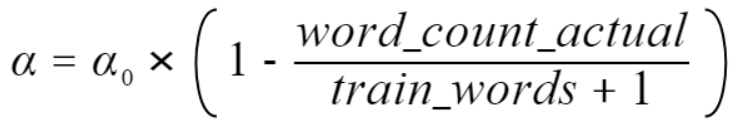 α = α₀ × ( 1 - word_count_actual / train_words + 1 )